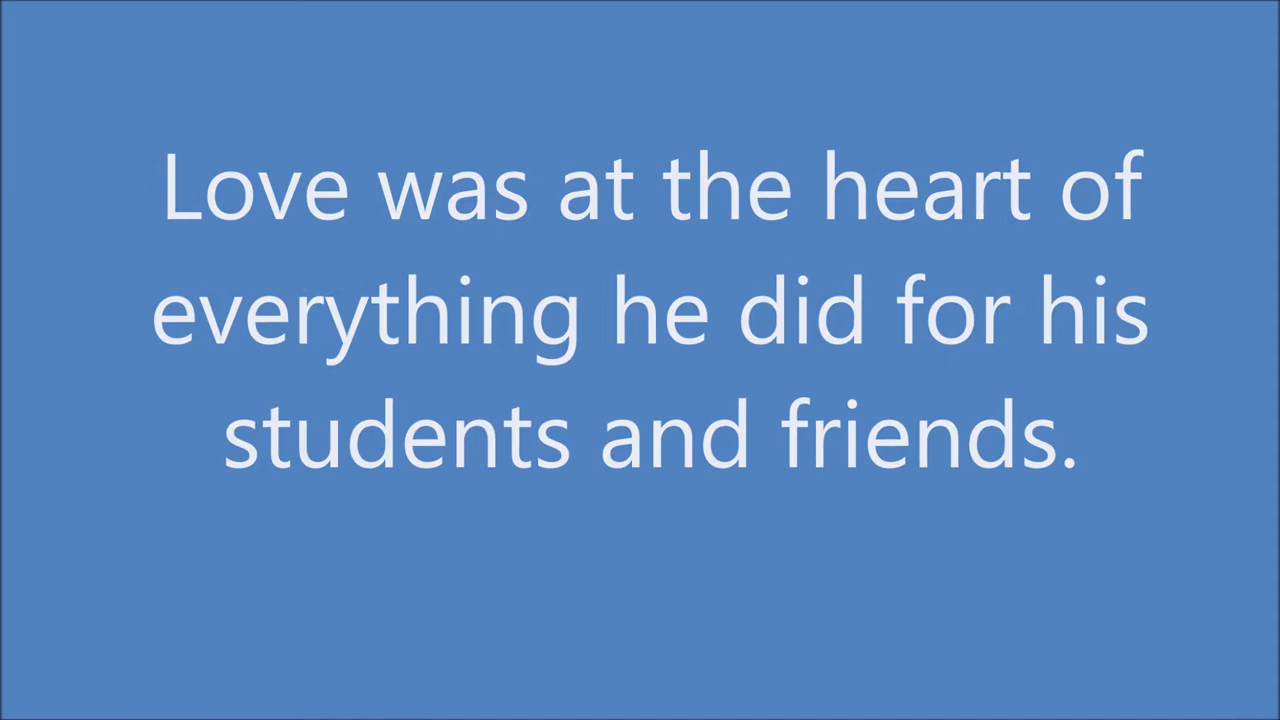 Love was at the heart of
everything he did for his
students and friends.